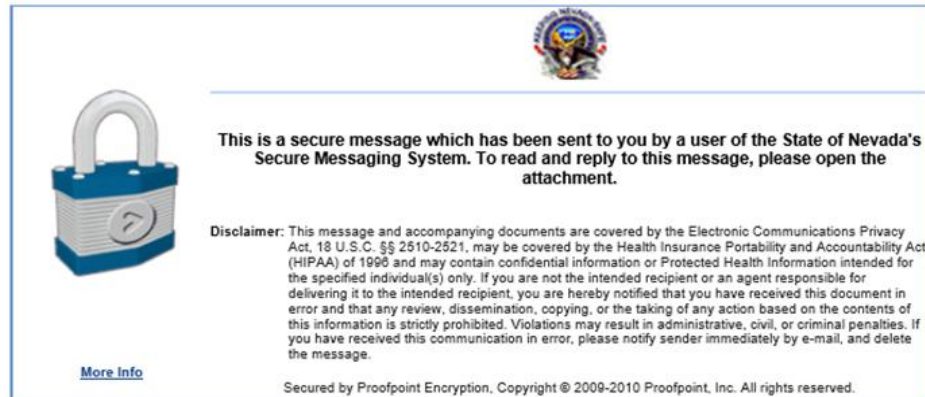 This is a secure message which has been sent to you by a user of the State of Nevada's
Secure Messaging System. To read and reply to this message, please open the
attachment.
Disclaimer: This message and accompanying documents are covered by the Electronic Communications Privacy
Act, 18 U.S.C. §§ 2510-2521, may be covered by the Health Insurance Portability and Accountability Act
(HIPAA) of 1996 and may contain confidential information or Protected Health Information intended for
the specified individual(s) only. If you are not the intended recipient or an agent responsible for
delivering it to the intended recipient, you are hereby notified that you have received this document in
error and that any review, dissemination, copying, or the taking of any action based on the contents of
this information is strictly prohibited. Violations may result in administrative, civil, or criminal penalties. If
you have received this communication in error, please notify sender immediately by e-mail, and delete
the message.
More Info
Secured by Proofpoint Encryption, Copyright © 2009-2010 Proofpoint, Inc. All rights reserved.